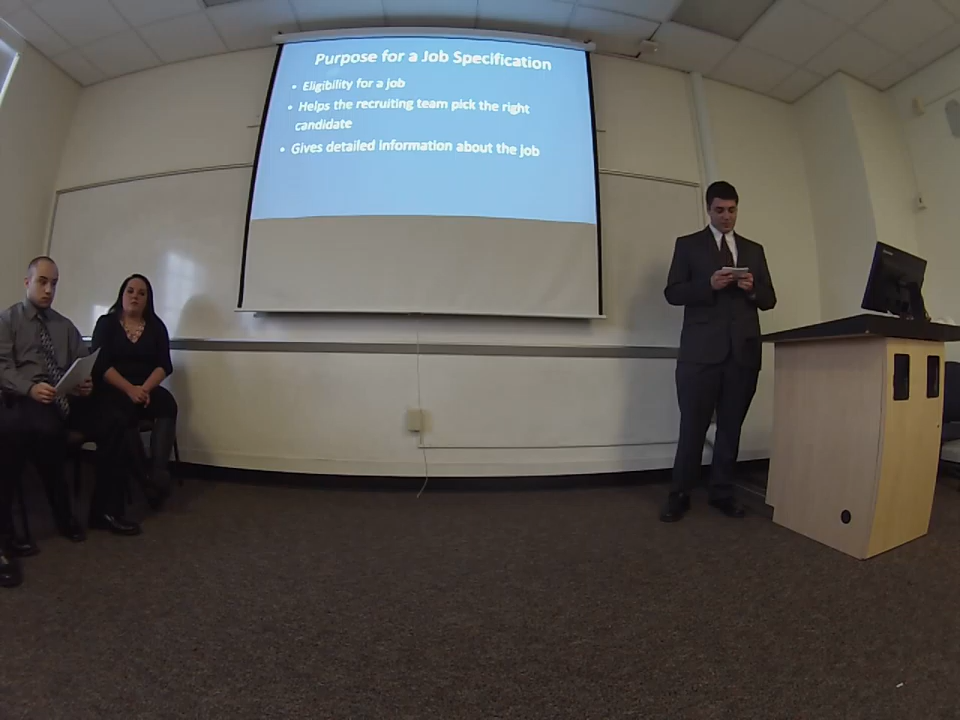 Purpose for a Job Specification
• Eligibility for a job
• Helps the recruiting team pick the right
candidate
• Gives detailed information about the job